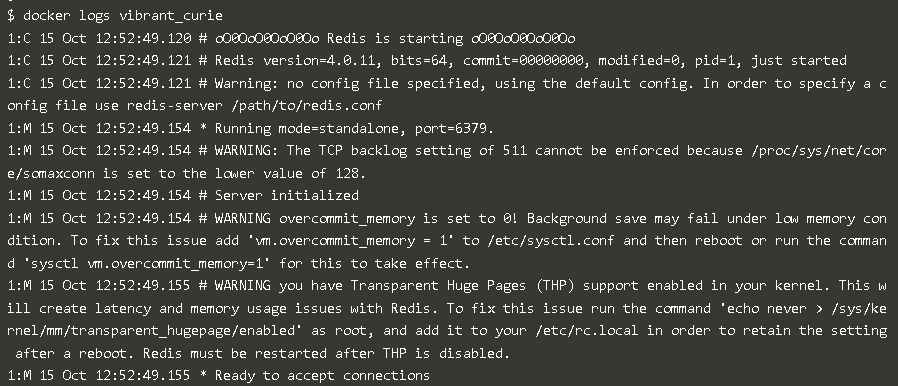 $ docker logs vibrant_curie
1:C 15 Oct 12:52:49.120 # oO0OoO0OoO0Oo Redis is starting oO0OoO0OoO0Oo
1:C 15 Oct 12:52:49.121 # Redis version=4.0.11, bits=64, commit=00000000, modified=0, pid=1, just started
1:C 15 Oct 12:52:49.121 # Warning: no config file specified, using the default config. In order to specify a c
onfig file use redis-server /path/to/redis.conf
1:M 15 Oct 12:52:49.154 * Running mode=standalone, port=6379.
1:M 15 Oct 12:52:49.154 # WARNING: The TCP backlog setting of 511 cannot be enforced because /proc/sys/net/cor
e/somaxconn is set to the lower value of 128.
1:M 15 Oct 12:52:49.154 # Server initialized
1:M 15 Oct 12:52:49.154 # WARNING overcommit_memory is set to 0! Background save may fail under low memory con
dition. To fix this issue add 'vm.overcommit_memory = 1' to /etc/sysctl.conf and then reboot or run the comman
d 'sysctl vm.overcommit_memory=1' for this to take effect.
1:M 15 Oct 12:52:49.155 # WARNING you have Transparent Huge Pages (THP) support enabled in your kernel. This w
ill create latency and memory usage issues with Redis. To fix this issue run the command 'echo never > /sys/ke
rnel/mm/transparent_hugepage/enabled' as root, and add it to your /etc/rc.local in order to retain the setting
 after a reboot. Redis must be restarted after THP is disabled.
1:M 15 Oct 12:52:49.155 * Ready to accept connections